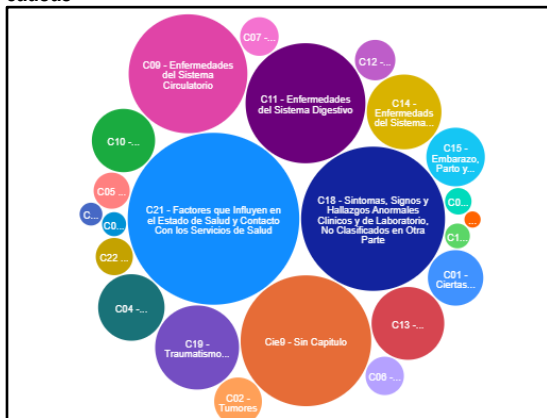 C09 - Enfermedades
del Sistema
Circulatorio
C07 -...
C11 - Enfermedades
del Sistema Digestivo
C12 -...
C14 -
Enfermedads
del Sistema...
C10 -...
C15 -
Embarazo,
Parto y ...
C21 - Factores que Influyen en
el Estado de Salud y Contacto
Con los Servicios de Salud
C18 - Sintomas, Signos y
Hallazgos Anormales
Clinicos y de Laboratorio,
No Clasificados en Otra
Parte
C05
...
C...
C0
...
C0...
...
C1
...
C22 ...
C01 -
Ciertas...
C04 -...
C19 -
Traumatismo
...
Cie9 - Sin Capitulo
C13 -...
C06 -...
C02 -
Tumores